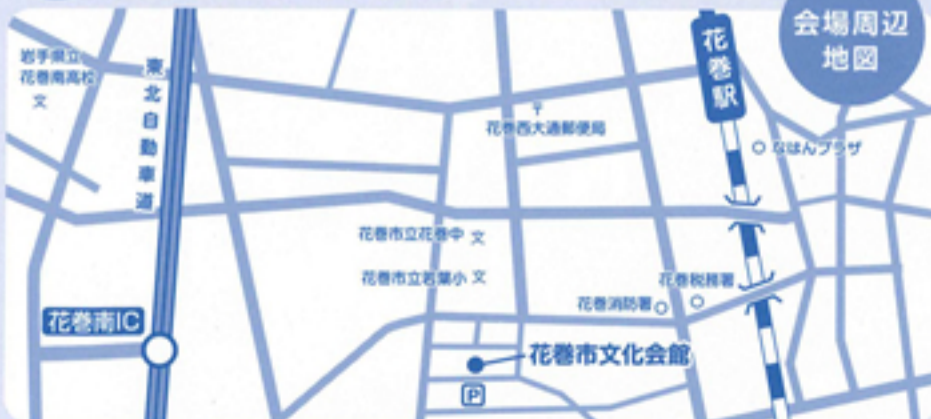 会場周辺
地図
岩手県立
花巻南高校
文
東北自動車道
花巻駅
〒
花巻西大通郵便局
なはんプラザ
花巻市立花巻中 文
花巻市立若葉小 文
花巻税務署
花巻消防署
花巻南IC
花巻市文化会館
P